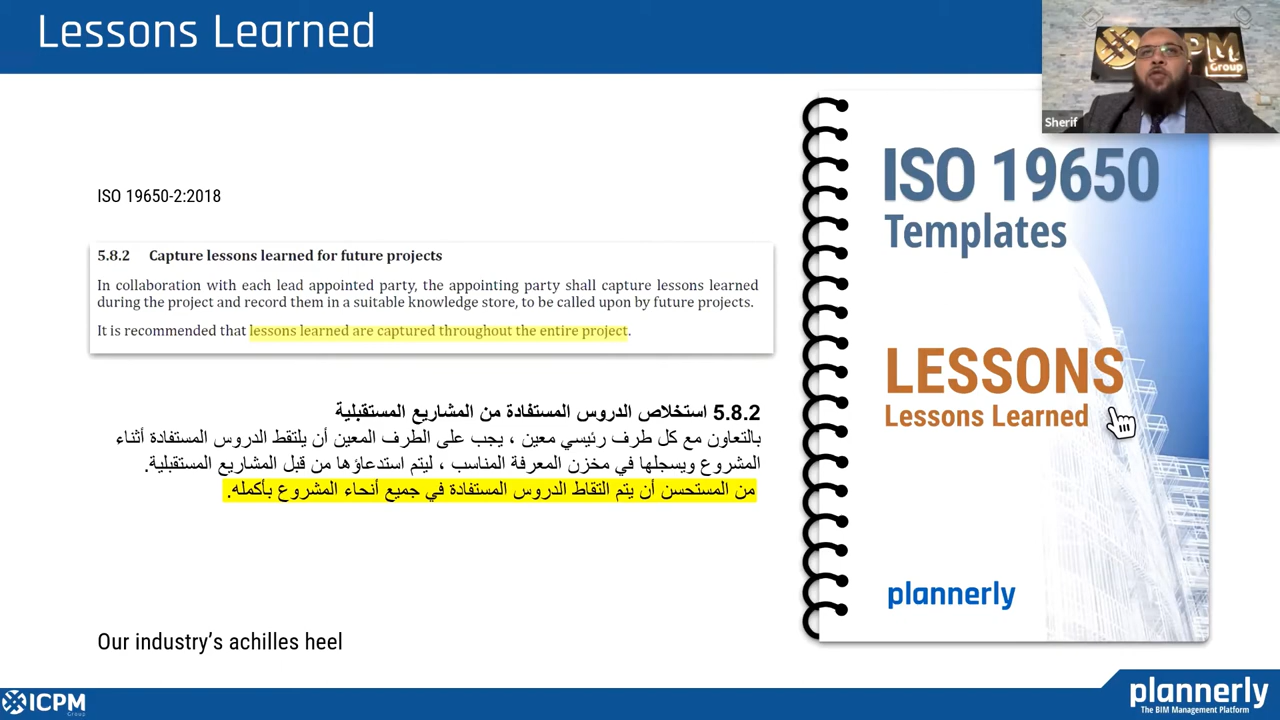 Lessons Learned
ICPM
Group
Sherif
ISO 19650-2:2018
5.8.2 Capture lessons learned for future projects
In collaboration with each lead appointed party, the appointing party shall capture lessons learned
during the project and record them in a suitable knowledge store, to be called upon by future projects.
It is recommended that lessons learned are captured throughout the entire project.
5.8.2 استخلاص الدروس المستفادة من المشاريع المستقبلية
بالتعاون مع كل طرف رئيسي معين ، يجب على الطرف المعين أن يلتقط الدروس المستفادة أثناء
المشروع ويسجلها في مخزن المعرفة المناسب ، ليتم استدعاؤها من قبل المشاريع المستقبلية.
من المستحسن أن يتم التقاط الدروس المستفادة في جميع أنحاء المشروع بأكمله.
Our industry’s achilles heel
ISO 19650
Templates
LESSONS
Lessons Learned
plannerly
ICPM
Group
plannerly
The BIM Management Platform